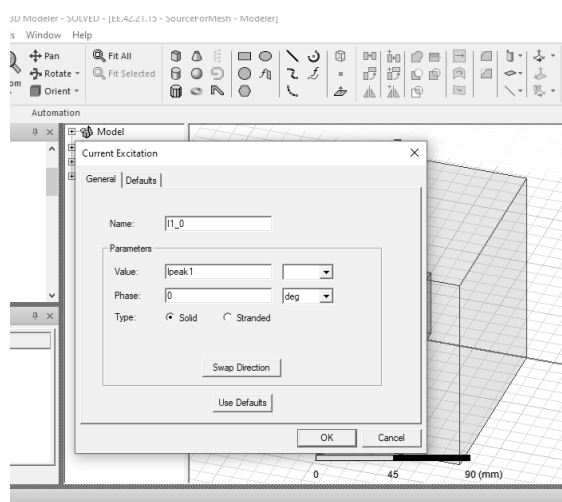 3D Modeler - SOLVED - [EE.42.21.15 - SourceForMesh - Modeler]
Window Help
Pan Fit All
Rotate Fit Selected
Orient
Automation
Model
Current Excitation
General Defaults
Name: I1_0
Parameters
Value: Ipeak1
Phase: 0 deg
Type: Solid Stranded
Swap Direction
Use Defaults
OK Cancel
0 45 90 (mm)